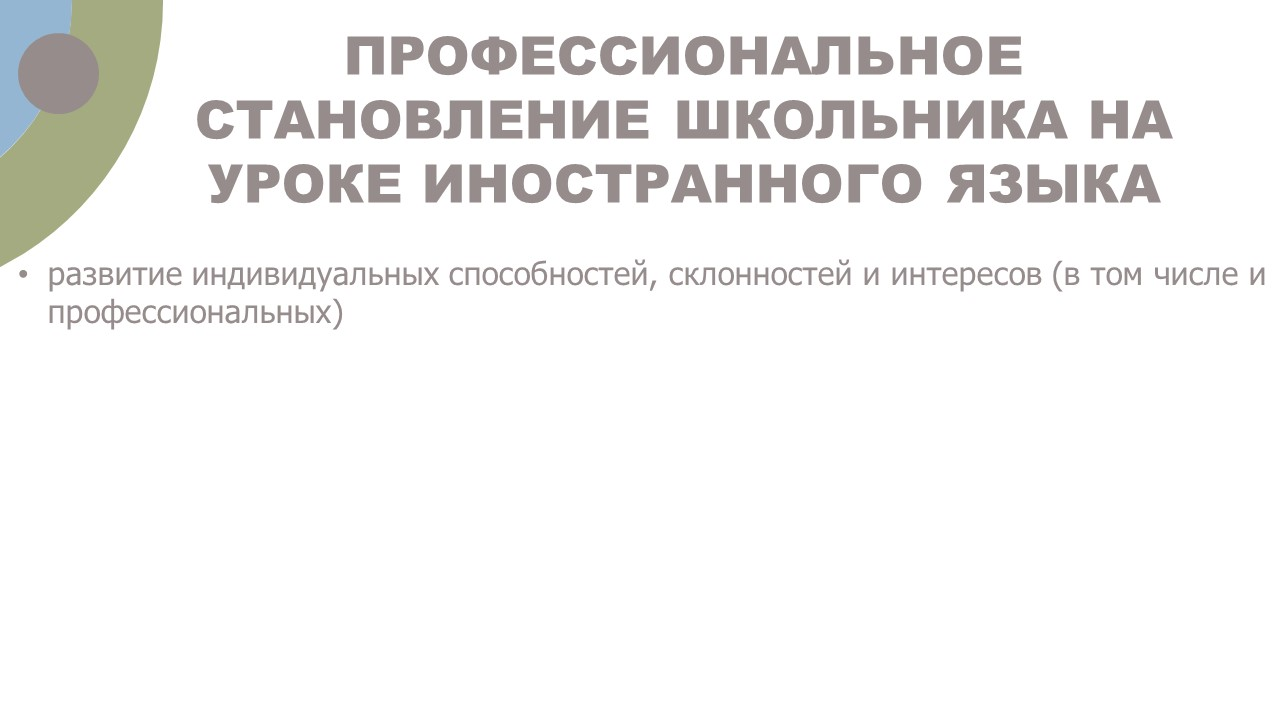 ПРОФЕССИОНАЛЬНОЕ
СТАНОВЛЕНИЕ ШКОЛЬНИКА НА
УРОКЕ ИНОСТРАННОГО ЯЗЫКА
• развитие индивидуальных способностей, склонностей и интересов (в том числе и
профессиональных)